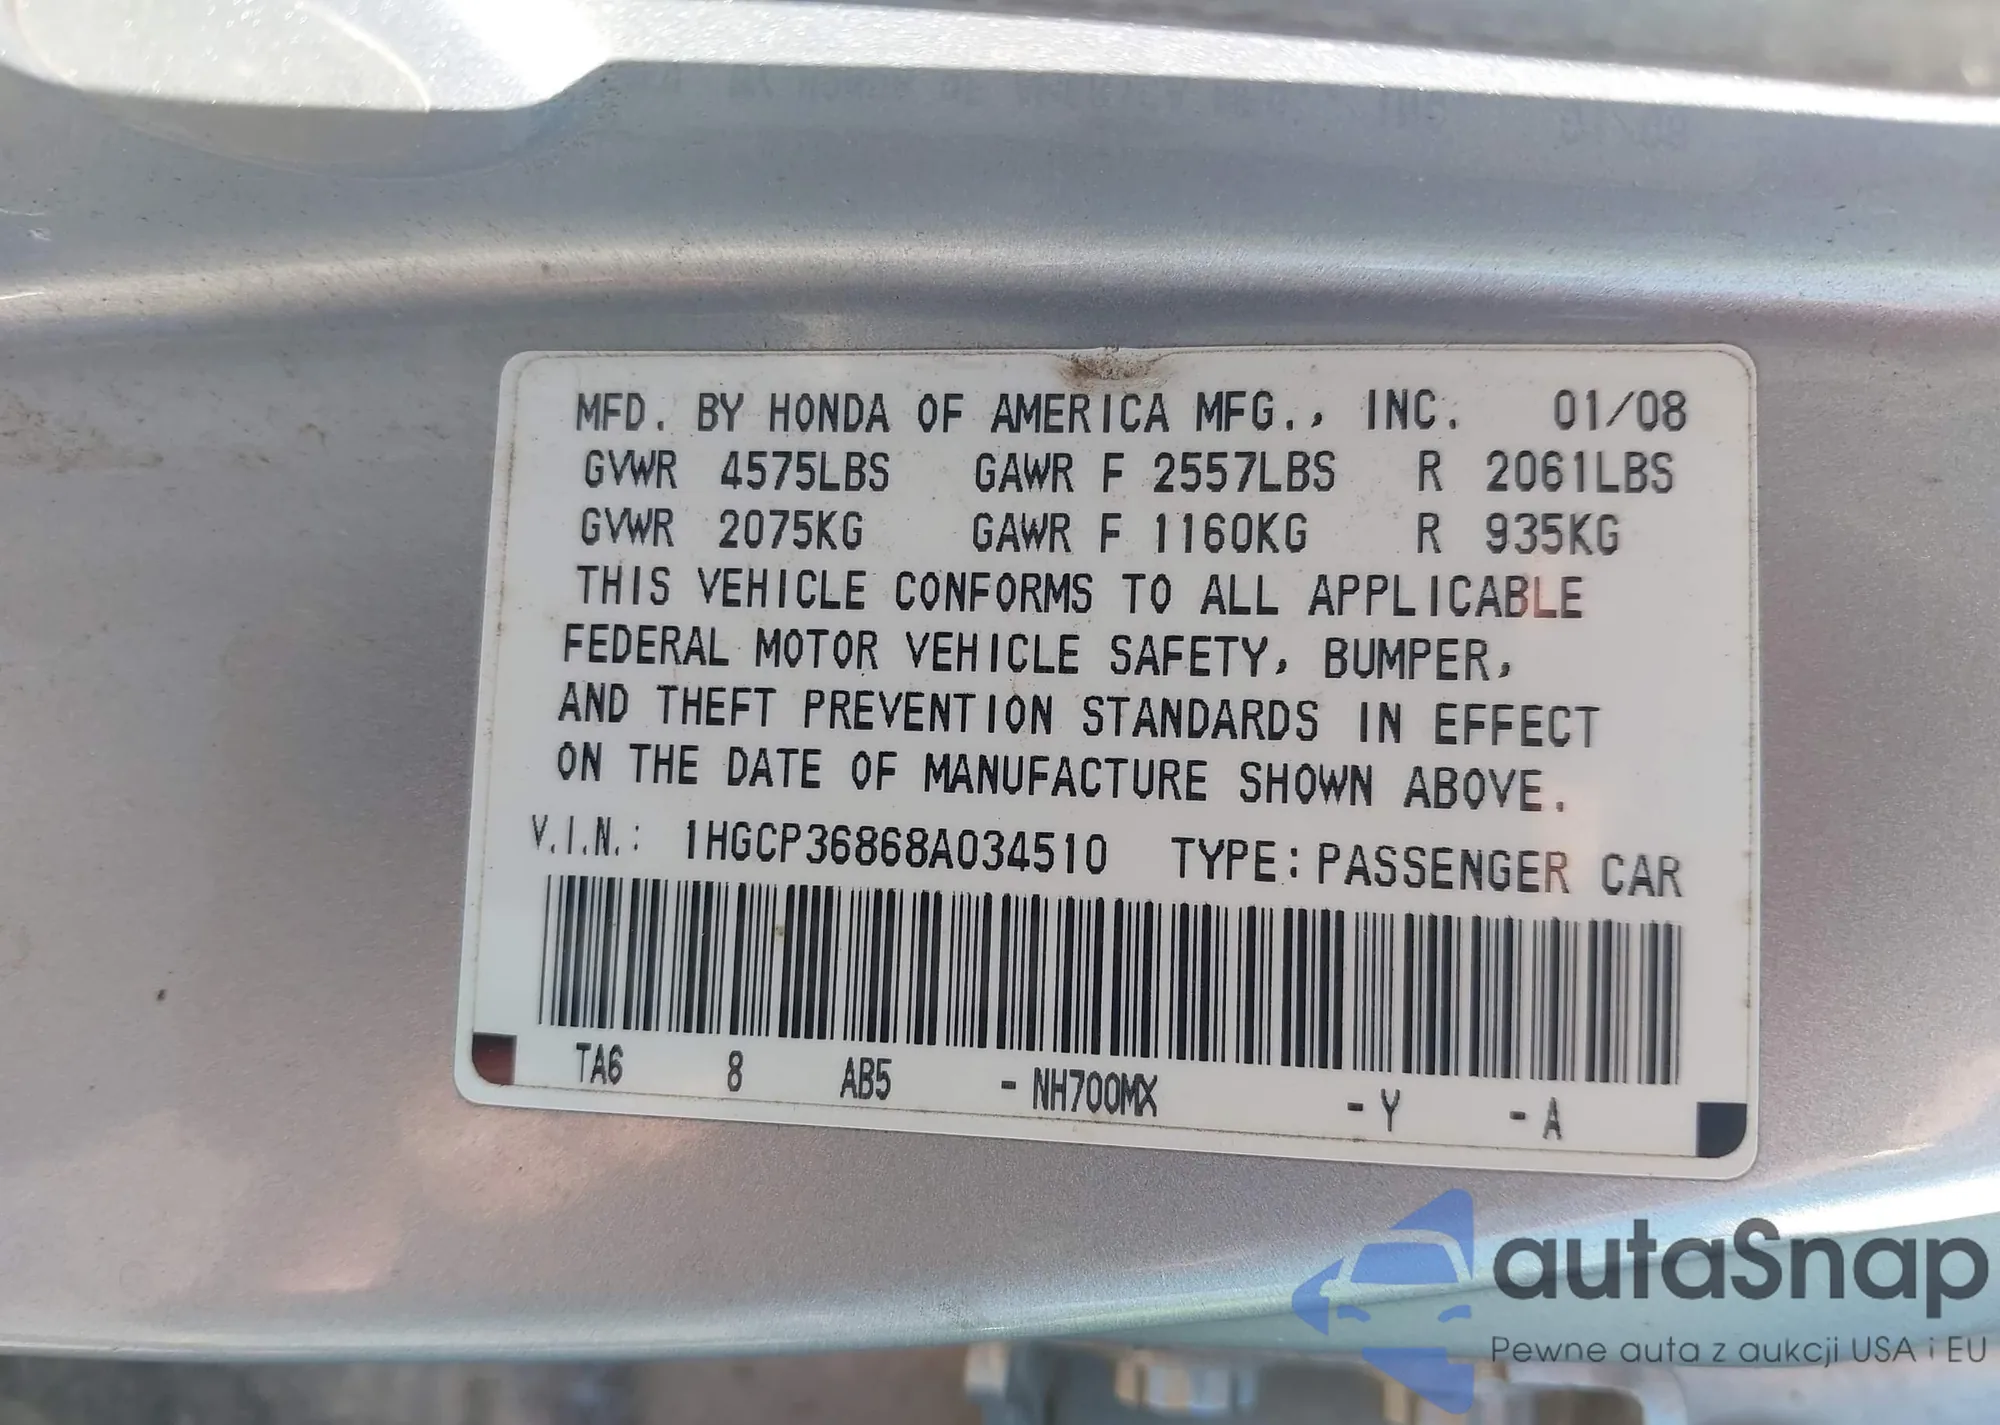 MFD. BY HONDA OF AMERICA MFG., INC. 01/08
GVWR 4575LBS GAWR F 2557LBS R 2061LBS
GVWR 2075KG GAWR F 1160KG R 935KG
THIS VEHICLE CONFORMS TO ALL APPLICABLE
FEDERAL MOTOR VEHICLE SAFETY, BUMPER,
AND THEFT PREVENTION STANDARDS IN EFFECT
ON THE DATE OF MANUFACTURE SHOWN ABOVE.
V.I.N.: 1HGCP36868A034510 TYPE: PASSENGER CAR
TA6 8 AB5 - NH700MX - Y - A
autaSnap
Pewne auta z aukcji USA i EU